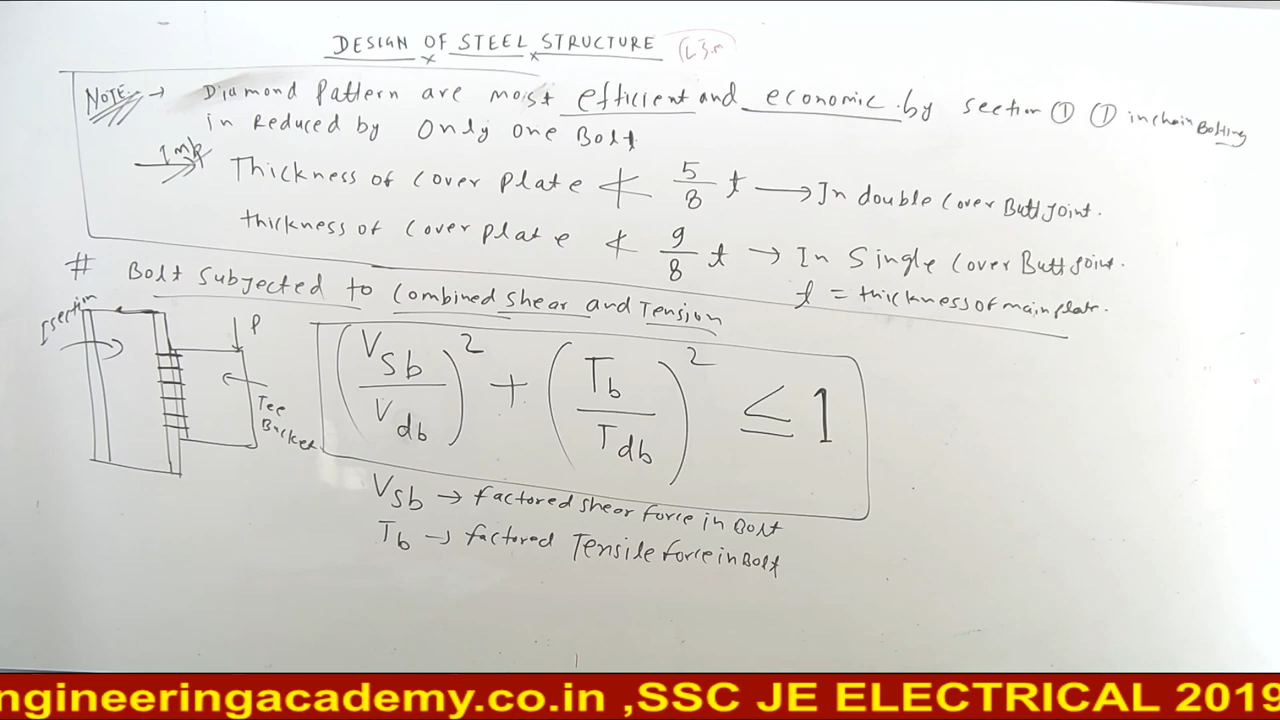 DESIGN OF STEEL STRUCTURE
NOTE → Diamond Pattern are most efficient and economic by section ① ① in chain Bolting
in Reduced by Only one Bolt
Imp → Thickness of Cover Plate ≮ 5/8 t → In double Cover Butt Joint.
thickness of Cover plate ≮ 9/8 t → In Single Cover Butt Joint.
t = thickness of main plate.
# Bolt Subjected to Combined Shear and Tension
I section
P
Tee
(Vsb/Vdb)² + (Tb/Tdb)² ≤ 1
Vsb → factored shear force in Bolt
Tb → factored Tensile force in Bolt
ngineeringacademy.co.in ,SSC JE ELECTRICAL 2019